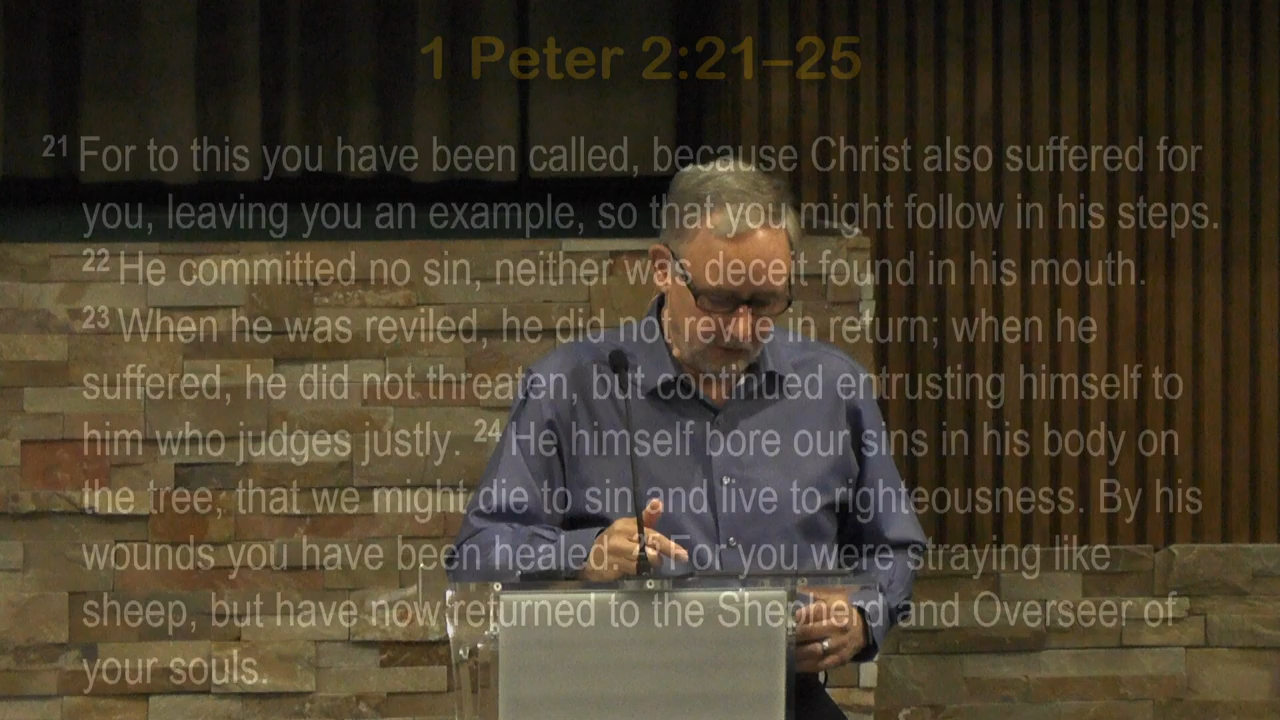 1 Peter 2:21–25
21 For to this you have been called, because Christ also suffered for
you, leaving you an example, so that you might follow in his steps.
22 He committed no sin, neither was deceit found in his mouth.
23 When he was reviled, he did not revile in return; when he
suffered, he did not threaten, but continued entrusting himself to
him who judges justly. 24 He himself bore our sins in his body on
the tree, that we might die to sin and live to righteousness. By his
wounds you have been healed. 25 For you were straying like
sheep, but have now returned to the Shepherd and Overseer of
your souls.